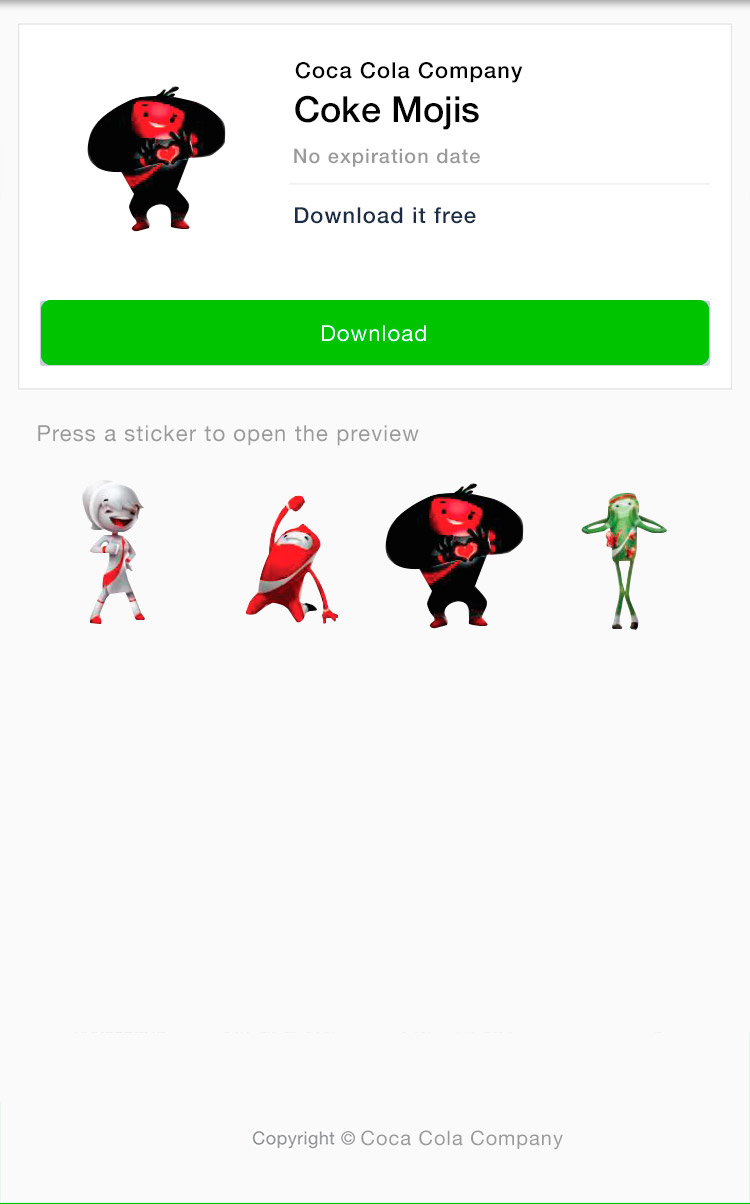 Coca Cola Company
Coke Mojis
No expiration date
Download it free
Download
Press a sticker to open the preview
Copyright © Coca Cola Company